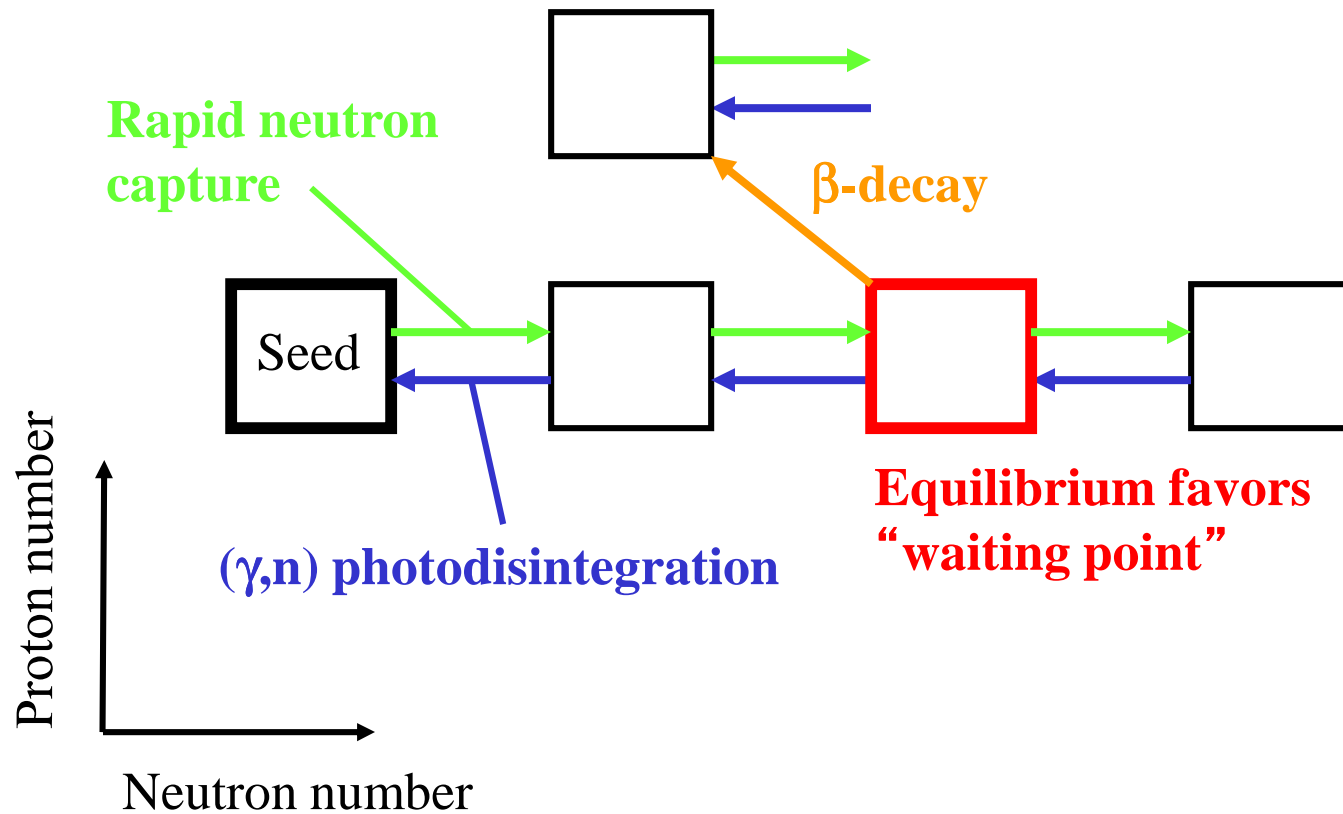 Rapid neutron
capture
β-decay
Seed
Equilibrium favors
“waiting point”
(γ,n) photodisintegration
Proton number
Neutron number